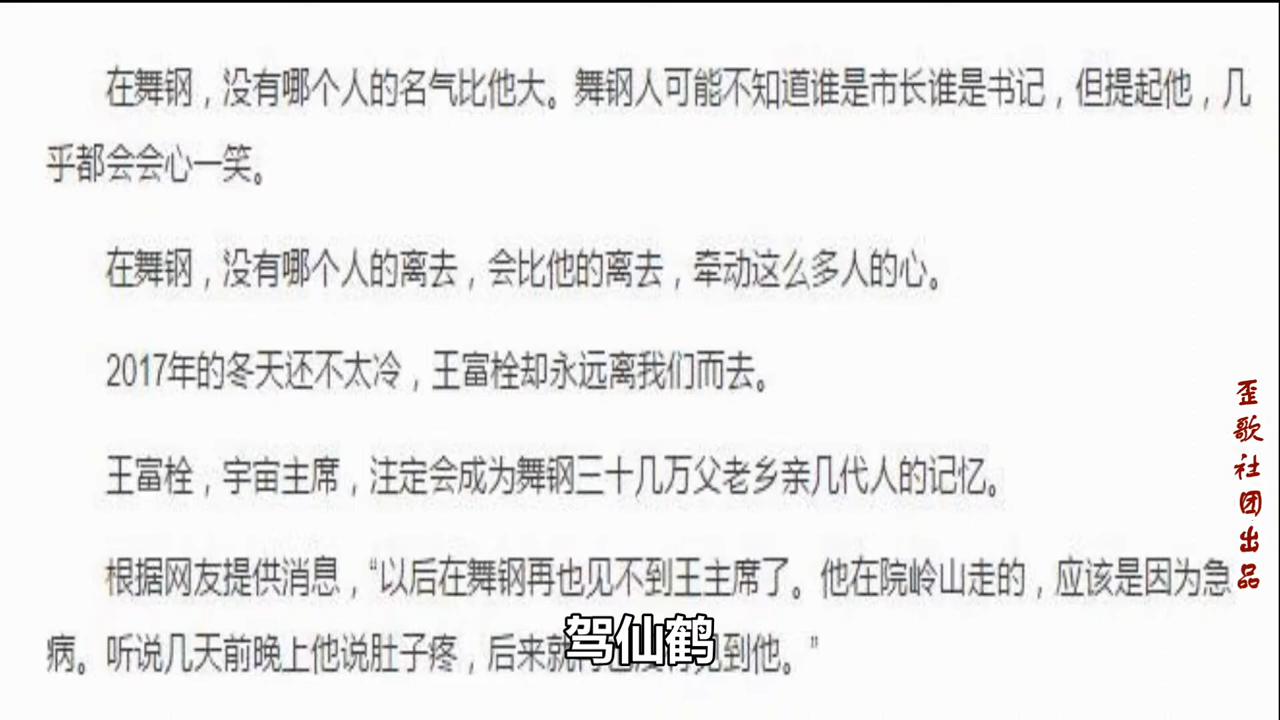 在舞钢，没有哪个人的名气比他大。舞钢人可能不知道谁是市长谁是书记，但提起他，几
乎都会会心一笑。
在舞钢，没有哪个人的离去，会比他的离去，牵动这么多人的心。
2017年的冬天还不太冷，王富栓却永远离我们而去。
王富栓，宇宙主席，注定会成为舞钢三十几万父老乡亲几代人的记忆。
根据网友提供消息，“以后在舞钢再也见不到王主席了。他在院岭山走的，应该是因为急
病。听说几天前晚上他说肚子疼，后来就见到他。”
驾仙鹤
歪歌社团出品